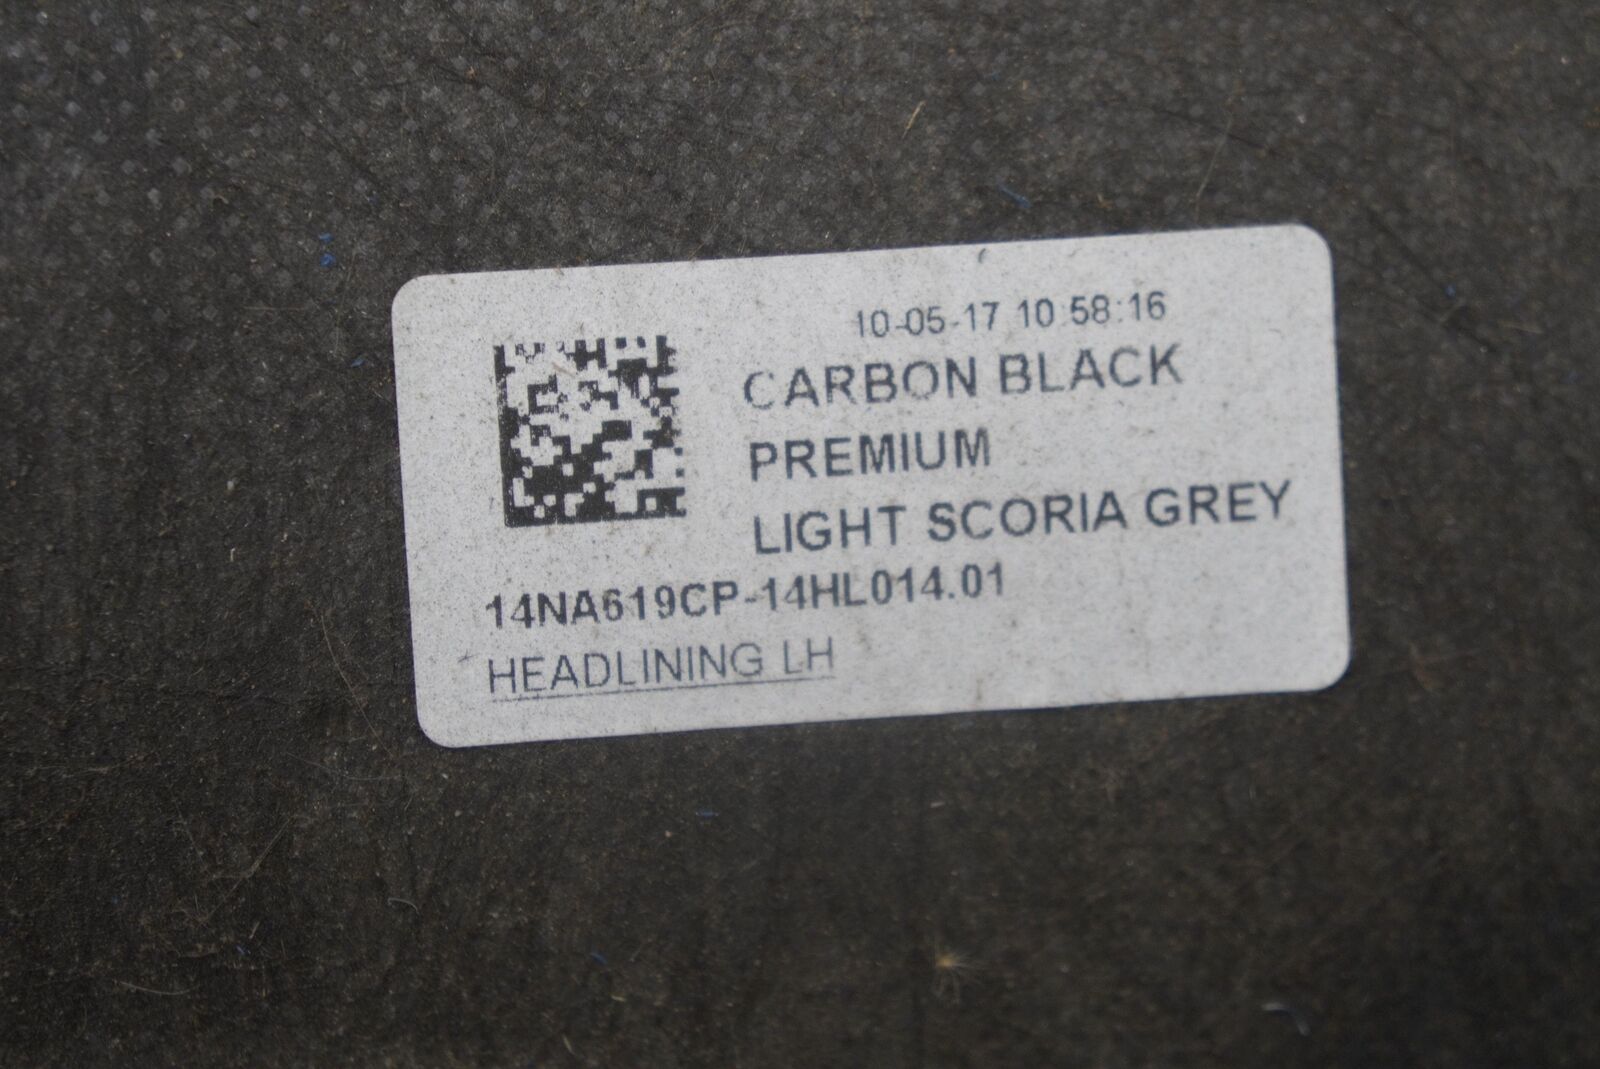 10-05-17 10:58:16
CARBON BLACK
PREMIUM
LIGHT SCORIA GREY
14NA619CP-14HL014.01
HEADLINING LH